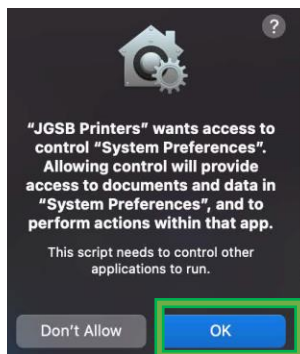 ?
“JGSB Printers” wants access to
control “System Preferences”.
Allowing control will provide
access to documents and data in
“System Preferences”, and to
perform actions within that app.
This script needs to control other
applications to run.
Don’t Allow
OK